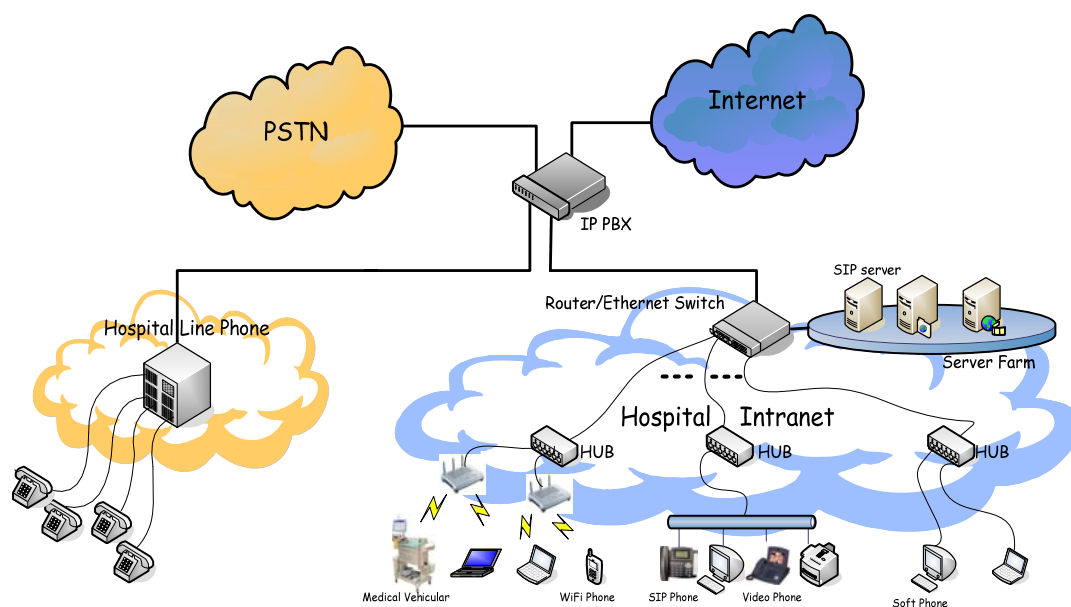 PSTN
Internet
IP PBX
SIP server
Router/Ethernet Switch
Hospital Line Phone
Server Farm
Hospital Intranet
HUB
HUB
HUB
Medical Vehicular
WiFi Phone
SIP Phone
Video Phone
Soft Phone